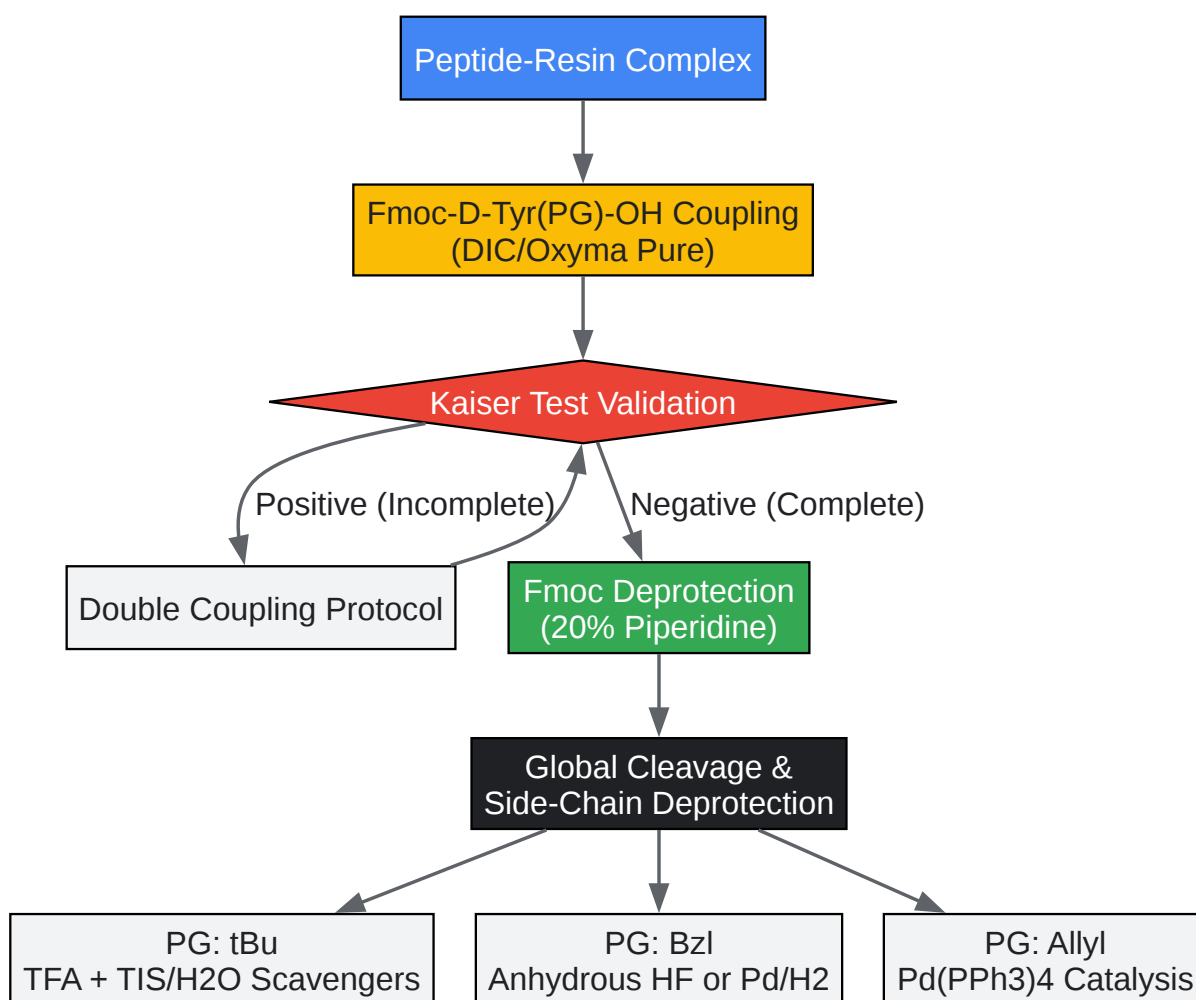 Peptide-Resin Complex
Fmoc-D-Tyr(PG)-OH Coupling
(DIC/Oxyma Pure)
Kaiser Test Validation
Positive (Incomplete)
Negative (Complete)
Double Coupling Protocol
Fmoc Deprotection
(20% Piperidine)
Global Cleavage &
Side-Chain Deprotection
PG: tBu
TFA + TIS/H2O Scavengers
PG: Bzl
Anhydrous HF or Pd/H2
PG: Allyl
Pd(PPh3)4 Catalysis